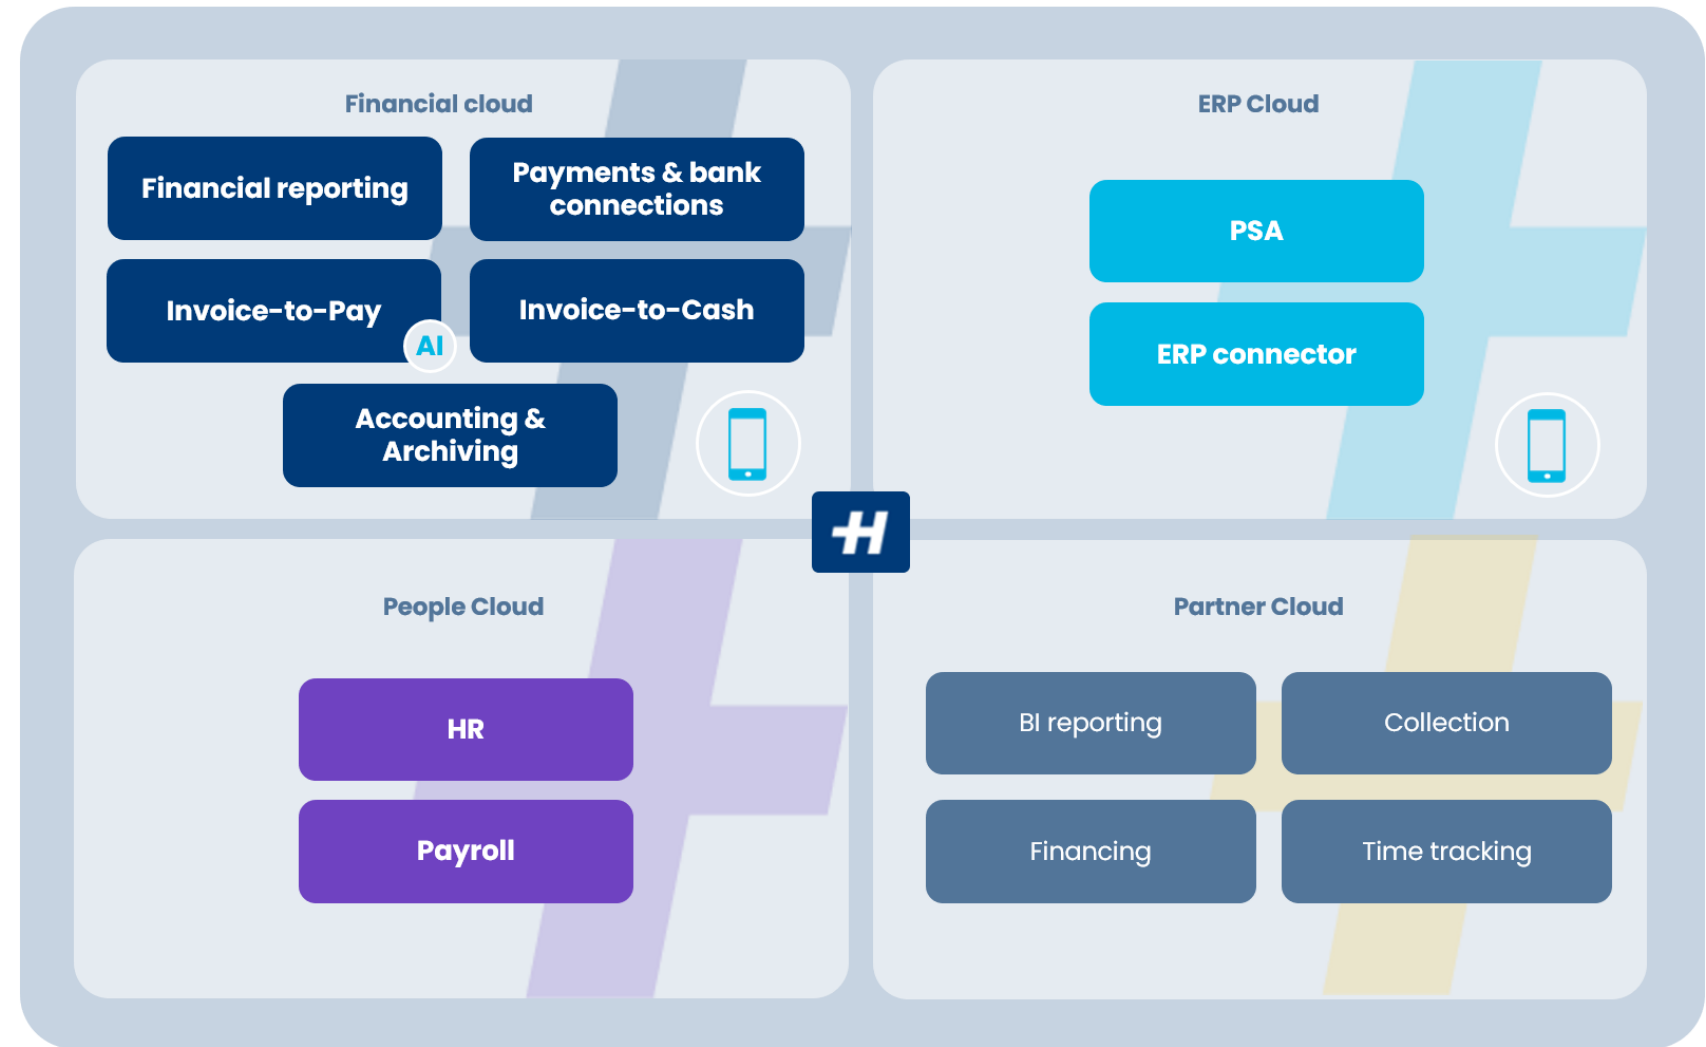 Financial cloud
Financial reporting
Payments & bank
connections
Invoice-to-Pay
AI
Invoice-to-Cash
Accounting &
Archiving
ERP Cloud
PSA
ERP connector
H
People Cloud
HR
Payroll
Partner Cloud
BI reporting
Collection
Financing
Time tracking